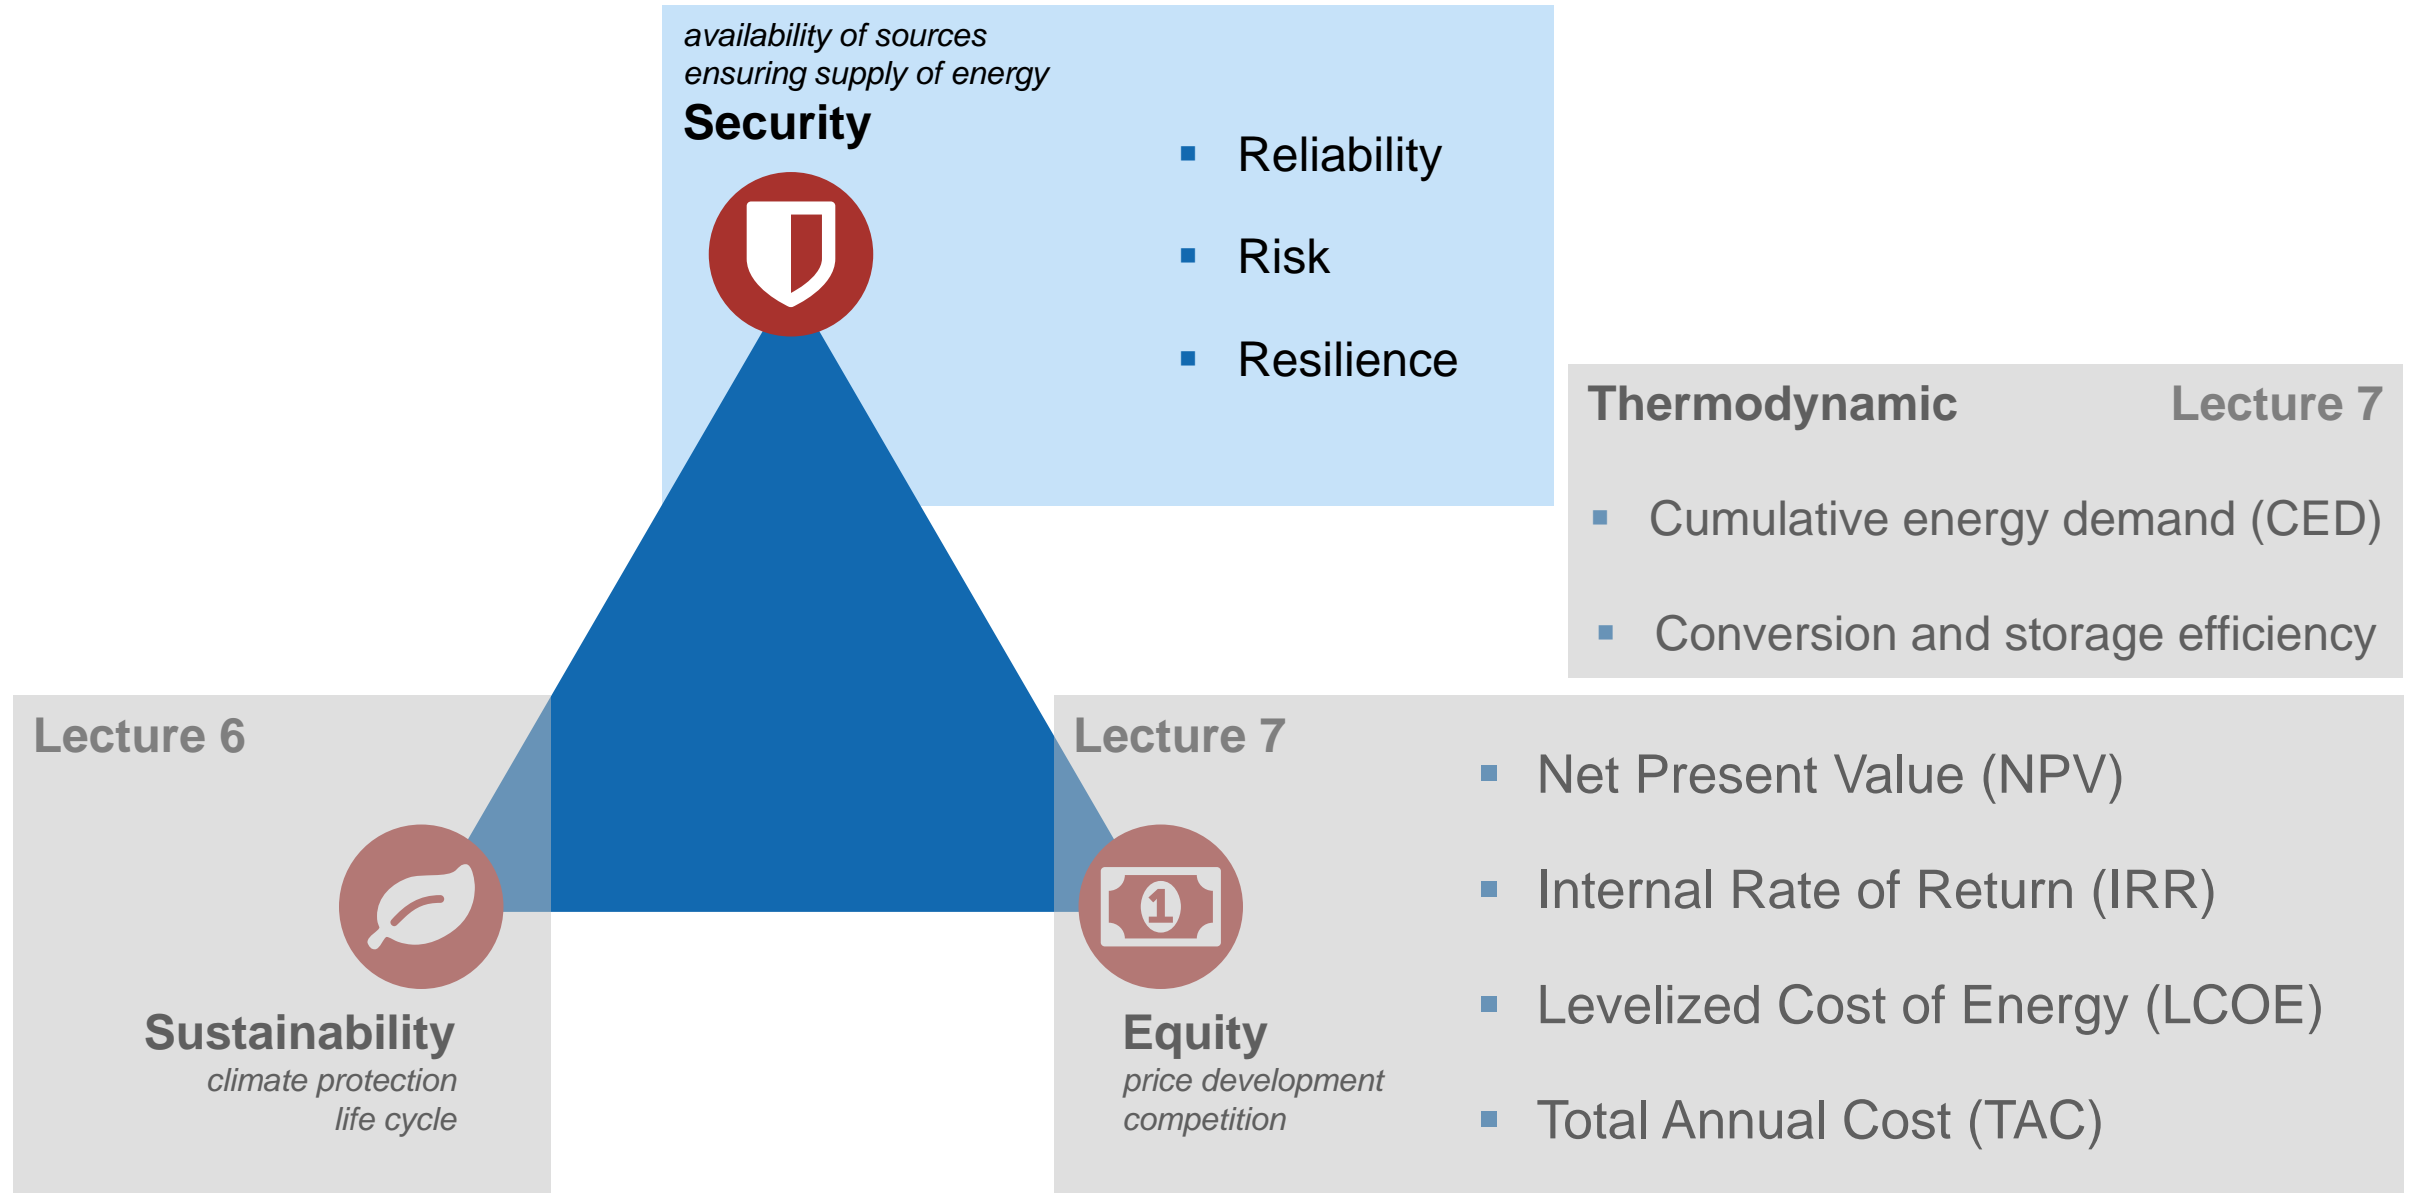 availability of sources
ensuring supply of energy
Security
▪ Reliability
▪ Risk
▪ Resilience
Thermodynamic Lecture 7
▪ Cumulative energy demand (CED)
▪ Conversion and storage efficiency
Lecture 6
Sustainability
climate protection
life cycle
Lecture 7
1
Equity
price development
competition
▪ Net Present Value (NPV)
▪ Internal Rate of Return (IRR)
▪ Levelized Cost of Energy (LCOE)
▪ Total Annual Cost (TAC)